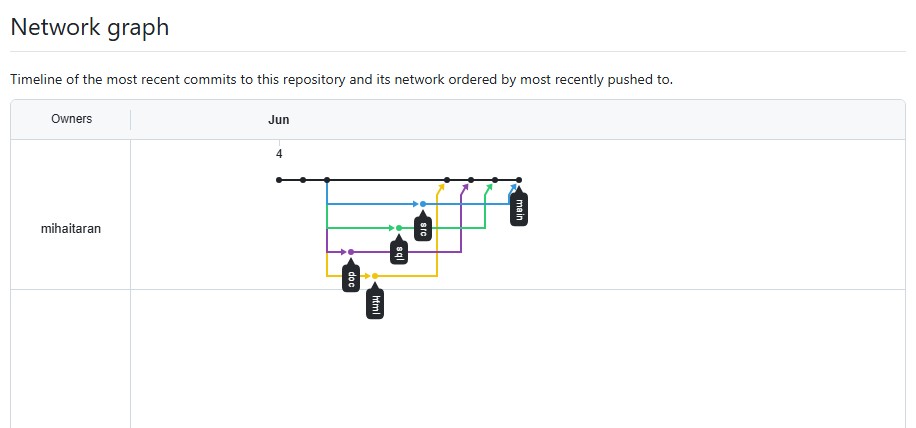 Network graph
Timeline of the most recent commits to this repository and its network ordered by most recently pushed to.
Owners
Jun
4
mihaitaran
main
src
sql
doc
html